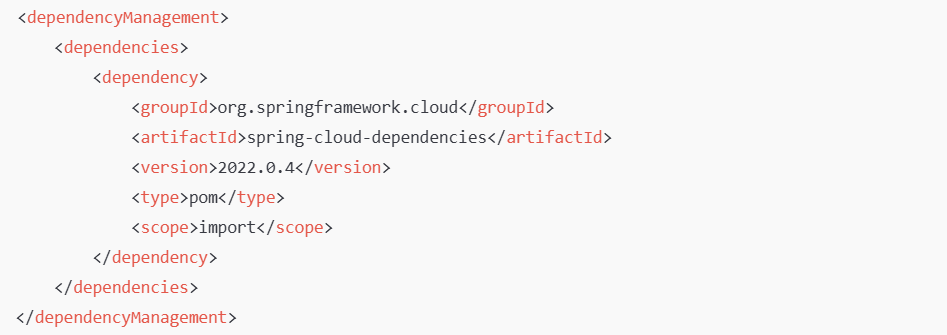 <dependencyManagement>
    <dependencies>
        <dependency>
            <groupId>org.springframework.cloud</groupId>
            <artifactId>spring-cloud-dependencies</artifactId>
            <version>2022.0.4</version>
            <type>pom</type>
            <scope>import</scope>
        </dependency>
    </dependencies>
</dependencyManagement>